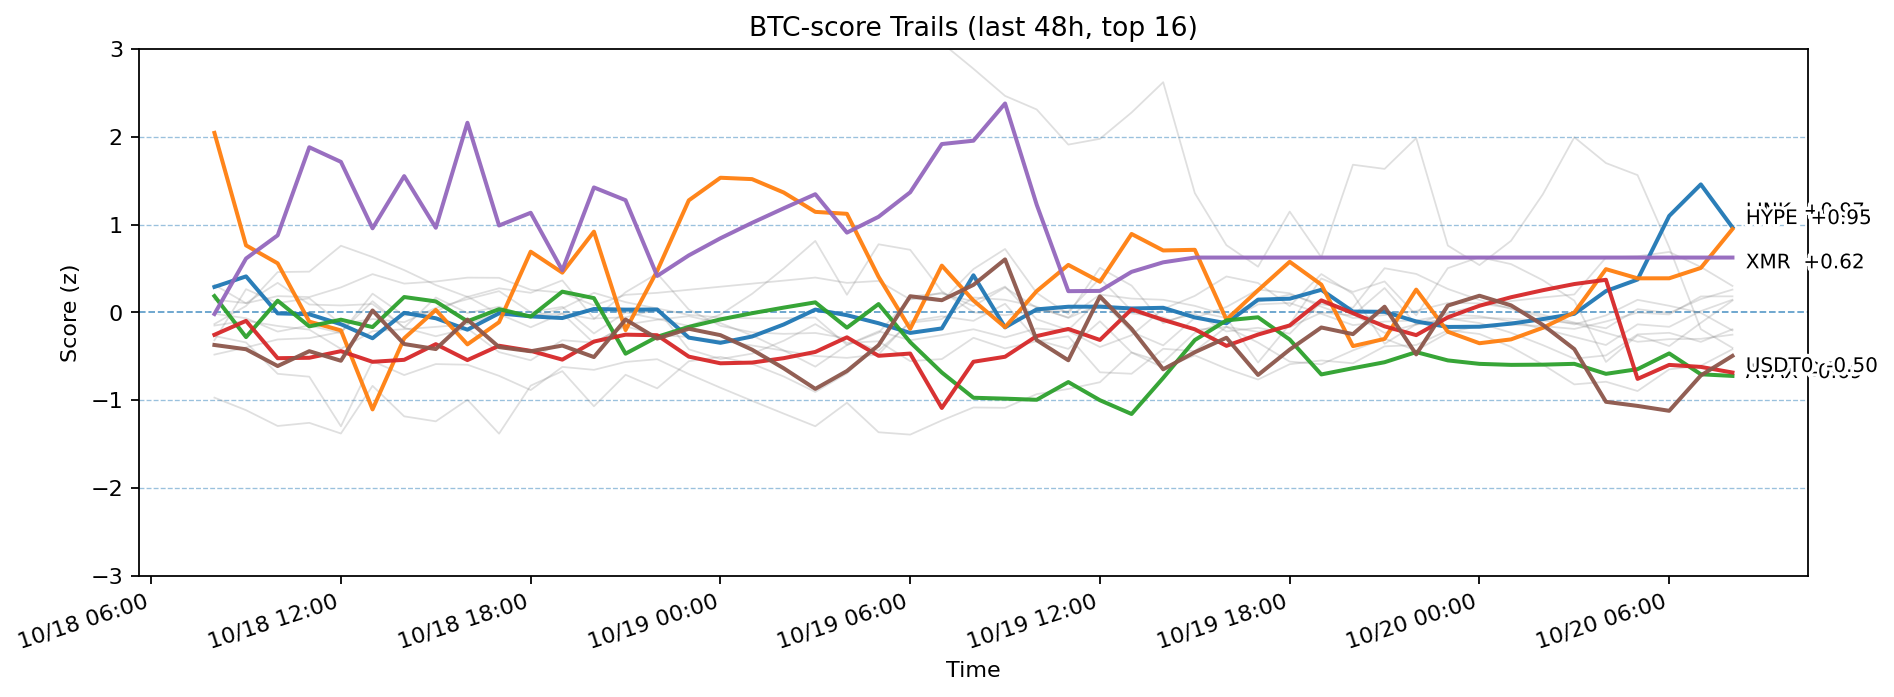 BTC-score Trails (last 48h, top 16)
Score (z)
3
2
1
0
−1
−2
−3
HYPE +0.95
XMR +0.62
USDT0 -0.50
10/18 06:00
10/18 12:00
10/18 18:00
10/19 00:00
10/19 06:00
10/19 12:00
10/19 18:00
10/20 00:00
10/20 06:00
Time